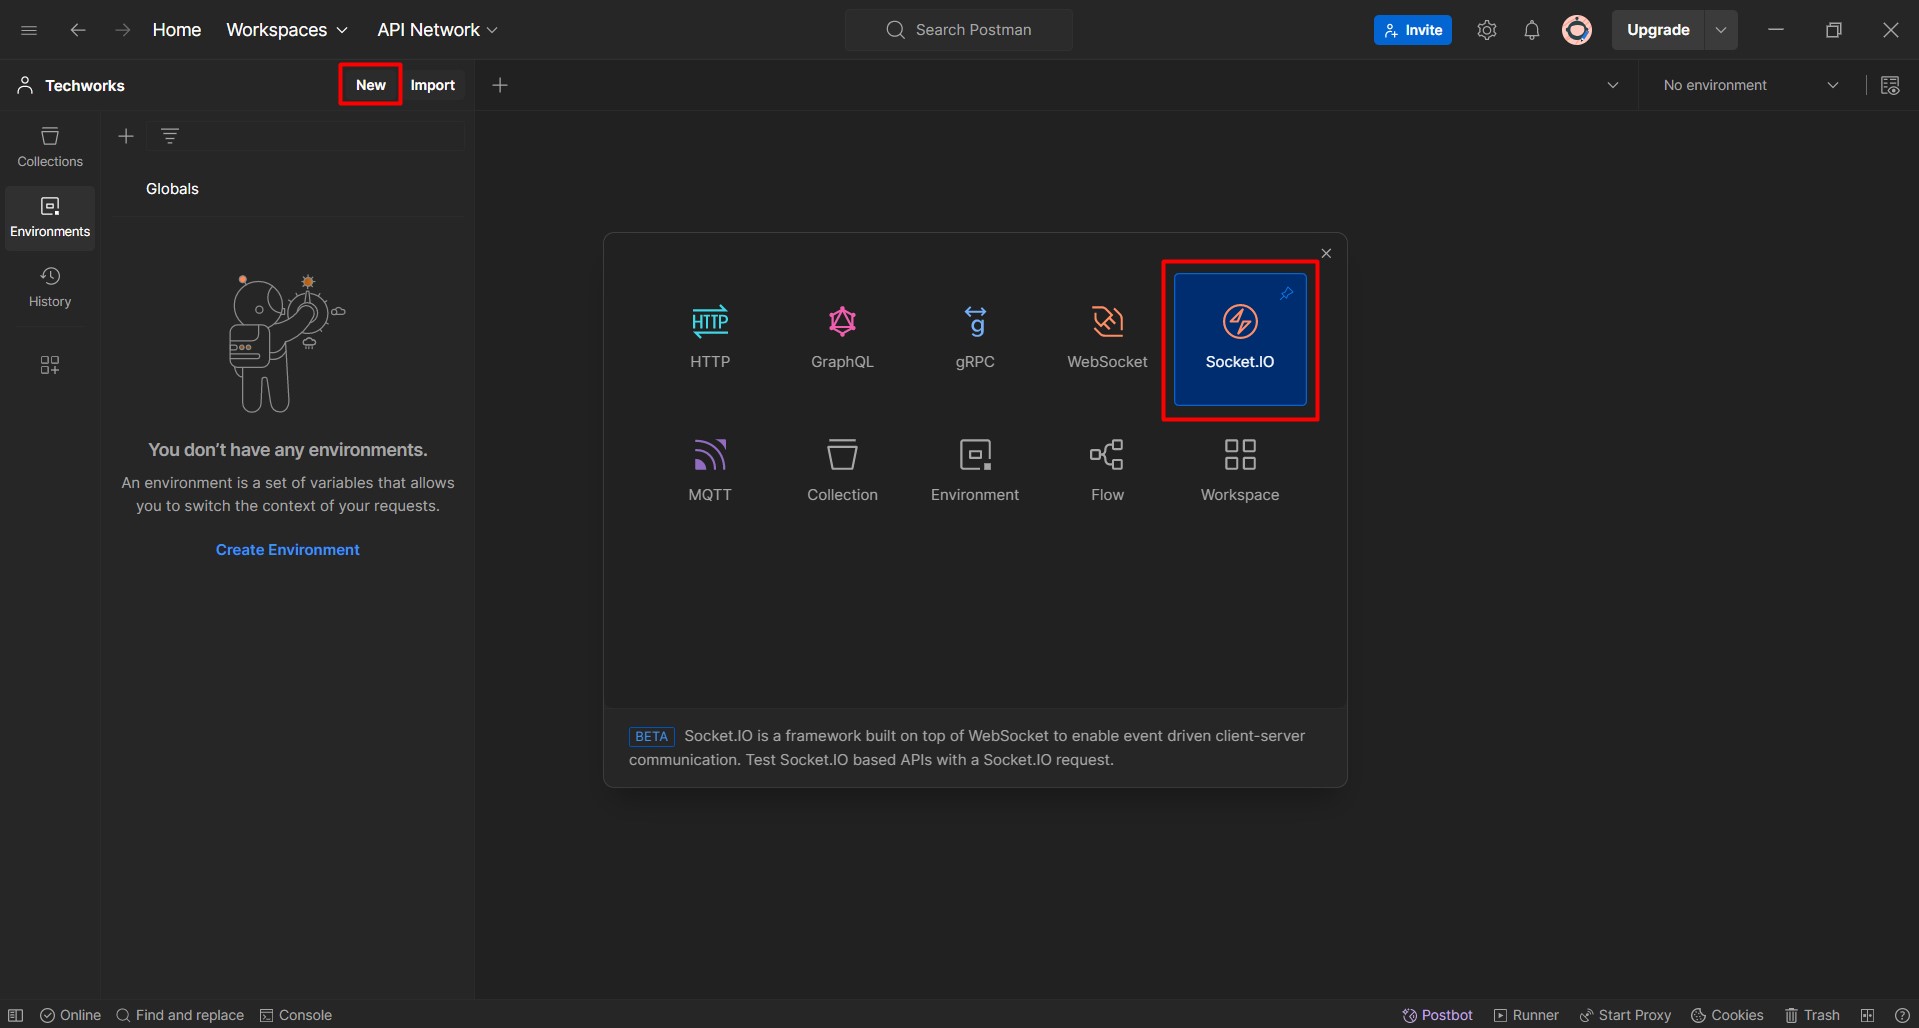 Home Workspaces API Network Search Postman Invite Upgrade
Techworks New Import No environment
Collections
Environments
History
Globals
You don't have any environments.
An environment is a set of variables that allows
you to switch the context of your requests.
Create Environment
HTTP
HTTP GraphQL g gRPC WebSocket Socket.IO
MQTT Collection Environment Flow Workspace
BETA Socket.IO is a framework built on top of WebSocket to enable event driven client-server
communication. Test Socket.IO based APIs with a Socket.IO request.
Online Find and replace Console Postbot Runner Start Proxy Cookies Trash